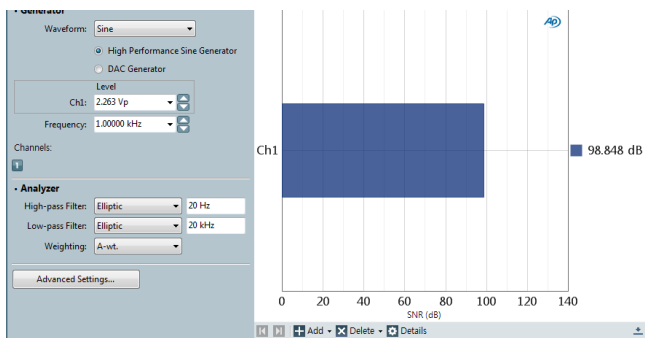 Generator
Waveform: Sine
High Performance Sine Generator
DAC Generator
Level
Ch1: 2.263 Vp
Frequency: 1.00000 kHz
Channels:
1
Analyzer
High-pass Filter: Elliptic 20 Hz
Low-pass Filter: Elliptic 20 kHz
Weighting: A-wt.
Advanced Settings...
AP
Ch1
98.848 dB
0 20 40 60 80 100 120 140
SNR (dB)
Add Delete Details